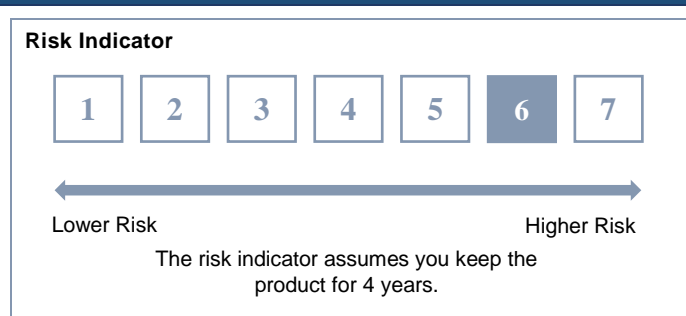 Risk Indicator
1 2 3 4 5 6 7
Lower Risk Higher Risk
The risk indicator assumes you keep the
product for 4 years.